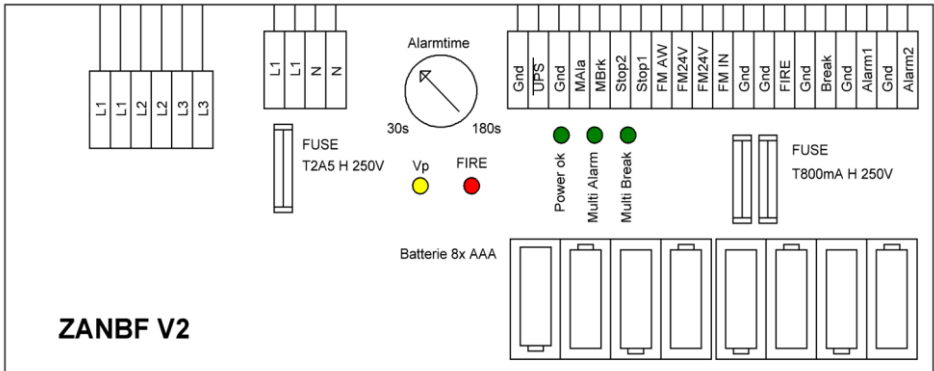 L1
L1
L2
L2
L3
L3
L1
L1
N
N
Alarmtime
30s
180s
Gnd
UPS
Gnd
MAla
MBrk
Stop2
Stop1
FM AW
FM24V
FM24V
FM IN
Gnd
Gnd
FIRE
Gnd
Break
Gnd
Alarm1
Gnd
Alarm2
FUSE
T2A5 H 250V
Vp
FIRE
Power ok
Multi Alarm
Multi Break
FUSE
T800mA H 250V
Batterie 8x AAA
ZANBF V2